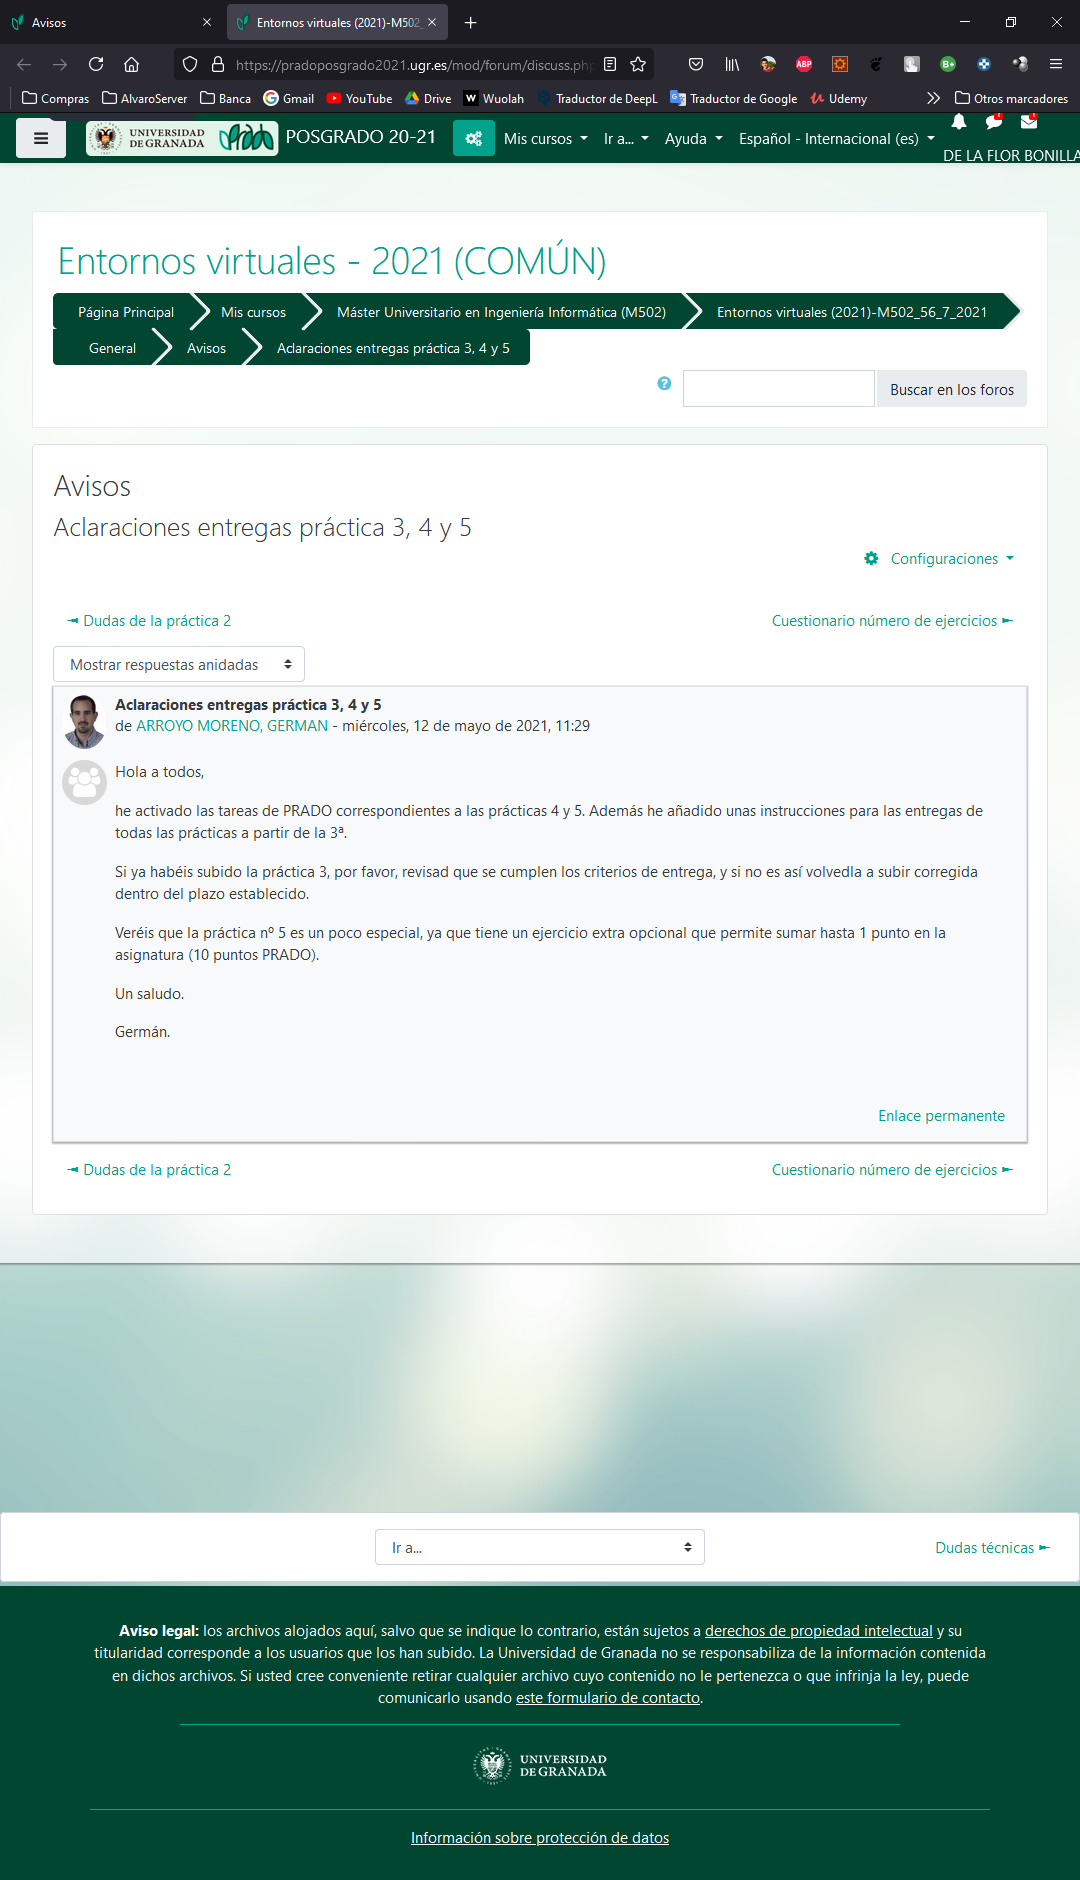 Avisos
Entornos virtuales (2021)-M502_
https://pradoposgrado2021.ugr.es/mod/forum/discuss.php
Compras AlvaroServer Banca Gmail YouTube Drive Wuolah Traductor de DeepL Traductor de Google Udemy Otros marcadores
UNIVERSIDAD
DE GRANADA
POSGRADO 20-21 Mis cursos Ir a... Ayuda Español - Internacional (es)
DE LA FLOR BONILLA
Entornos virtuales - 2021 (COMÚN)
Página Principal Mis cursos Máster Universitario en Ingeniería Informática (M502) Entornos virtuales (2021)-M502_56_7_2021
General Avisos Aclaraciones entregas práctica 3, 4 y 5
Buscar en los foros
Avisos
Aclaraciones entregas práctica 3, 4 y 5
Configuraciones
◄ Dudas de la práctica 2 Cuestionario número de ejercicios ►
Mostrar respuestas anidadas
Aclaraciones entregas práctica 3, 4 y 5
de ARROYO MORENO, GERMAN - miércoles, 12 de mayo de 2021, 11:29
Hola a todos,
he activado las tareas de PRADO correspondientes a las prácticas 4 y 5. Además he añadido unas instrucciones para las entregas de
todas las prácticas a partir de la 3ª.
Si ya habéis subido la práctica 3, por favor, revisad que se cumplen los criterios de entrega, y si no es así volvedla a subir corregida
dentro del plazo establecido.
Veréis que la práctica nº 5 es un poco especial, ya que tiene un ejercicio extra opcional que permite sumar hasta 1 punto en la
asignatura (10 puntos PRADO).
Un saludo.
Germán.
Enlace permanente
◄ Dudas de la práctica 2 Cuestionario número de ejercicios ►
Ir a... Dudas técnicas ►
Aviso legal: los archivos alojados aquí, salvo que se indique lo contrario, están sujetos a derechos de propiedad intelectual y su
titularidad corresponde a los usuarios que los han subido. La Universidad de Granada no se responsabiliza de la información contenida
en dichos archivos. Si usted cree conveniente retirar cualquier archivo cuyo contenido no le pertenezca o que infrinja la ley, puede
comunicarlo usando este formulario de contacto.
UNIVERSIDAD
DE GRANADA
Información sobre protección de datos